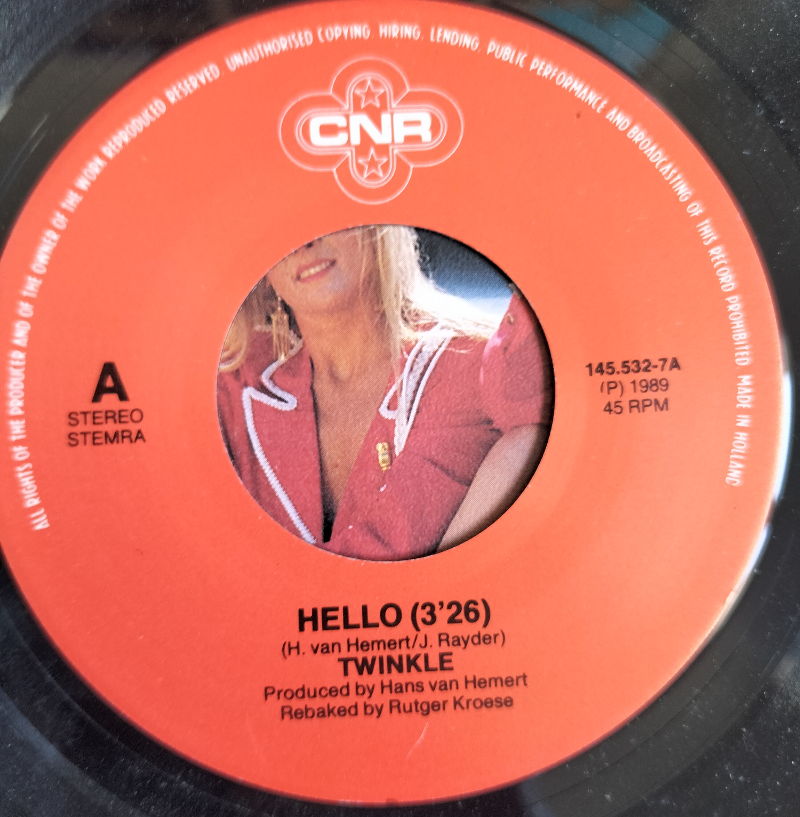 ALL RIGHTS OF THE PRODUCER AND OF THE OWNER OF THE WORK REPRODUCED RESERVED. UNAUTHORISED COPYING, HIRING, LENDING, PUBLIC PERFORMANCE AND BROADCASTING OF THIS RECORD PROHIBITED MADE IN HOLLAND
CNR
A
STEREO
STEMRA
145.532-7A
(P) 1989
45 RPM
HELLO (3'26)
(H. van Hemert/J. Rayder)
TWINKLE
Produced by Hans van Hemert
Rebaked by Rutger Kroese